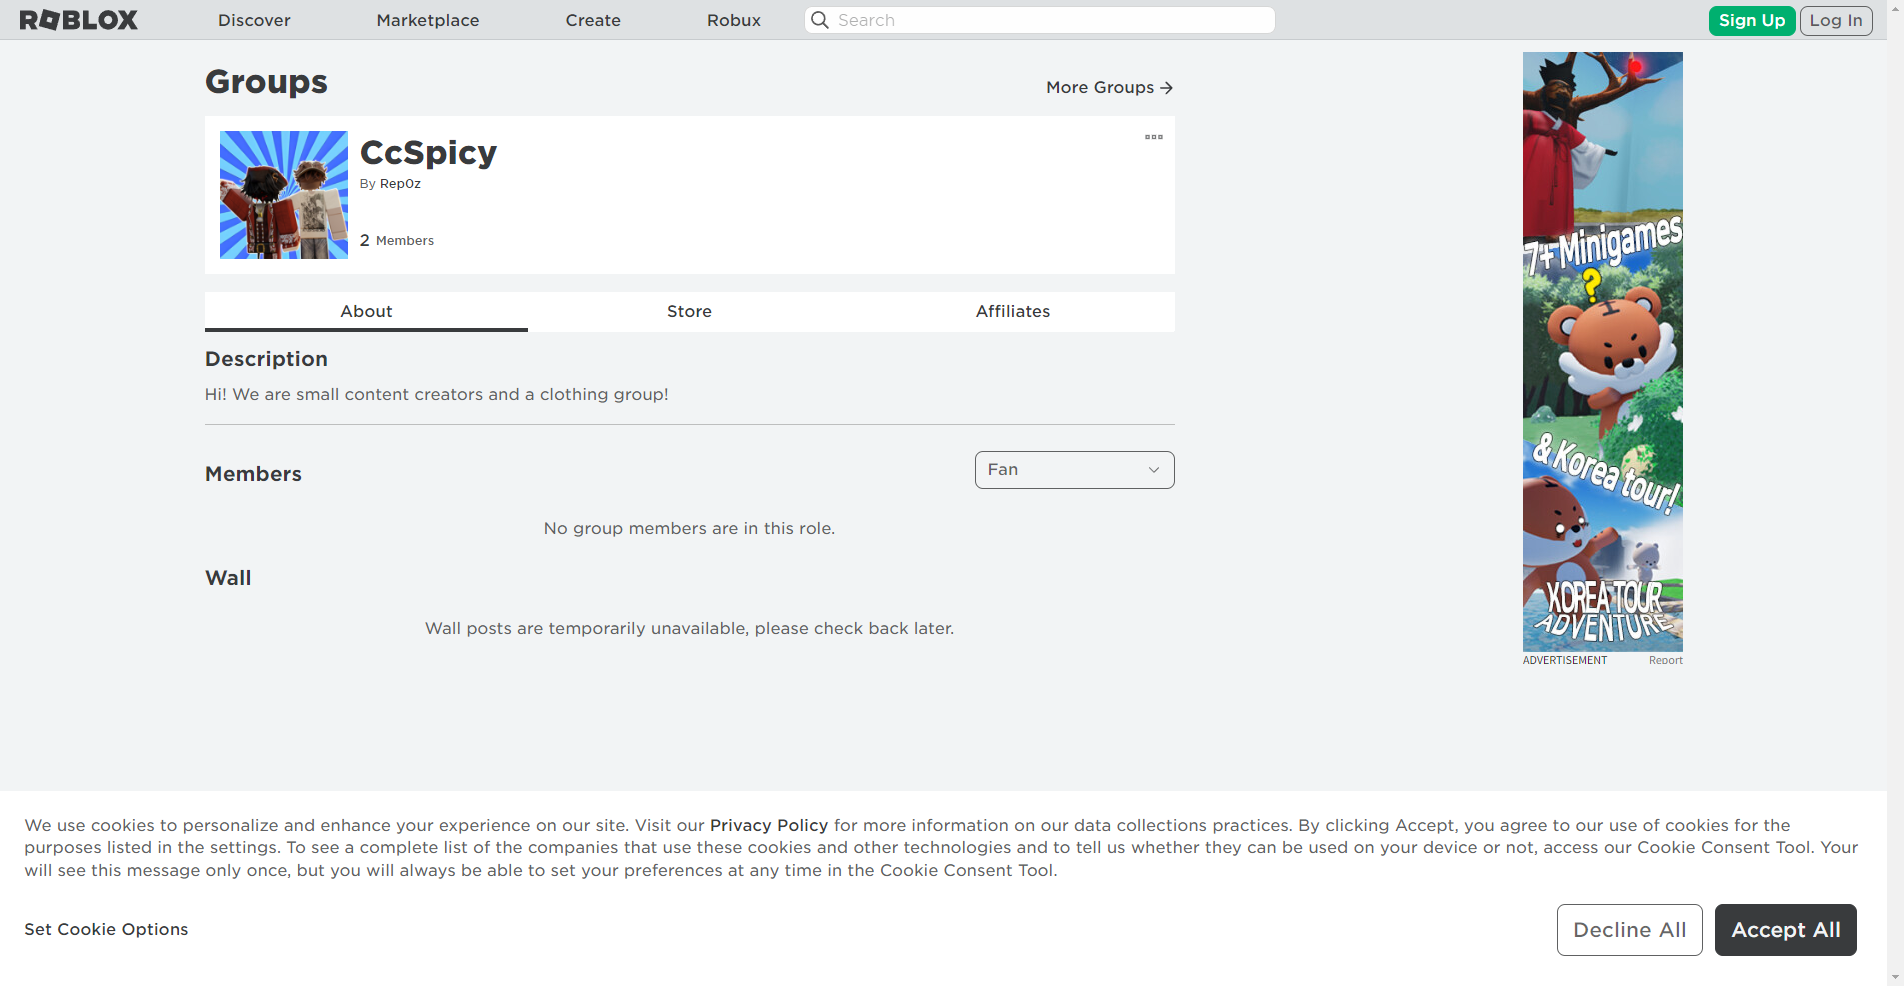 ROBLOX
Discover
Marketplace
Create
Robux
Search
Sign Up
Log In
Groups
More Groups
CcSpicy
By Rep0z
2 Members
About
Store
Affiliates
Description
Hi! We are small content creators and a clothing group!
Members
Fan
No group members are in this role.
Wall
Wall posts are temporarily unavailable, please check back later.
7+ Minigames
?
& Korea tour!
KOREA TOUR
ADVENTURE
ADVERTISEMENT
Report
We use cookies to personalize and enhance your experience on our site. Visit our Privacy Policy for more information on our data collections practices. By clicking Accept, you agree to our use of cookies for the
purposes listed in the settings. To see a complete list of the companies that use these cookies and other technologies and to tell us whether they can be used on your device or not, access our Cookie Consent Tool. Your
will see this message only once, but you will always be able to set your preferences at any time in the Cookie Consent Tool.
Set Cookie Options
Decline All
Accept All